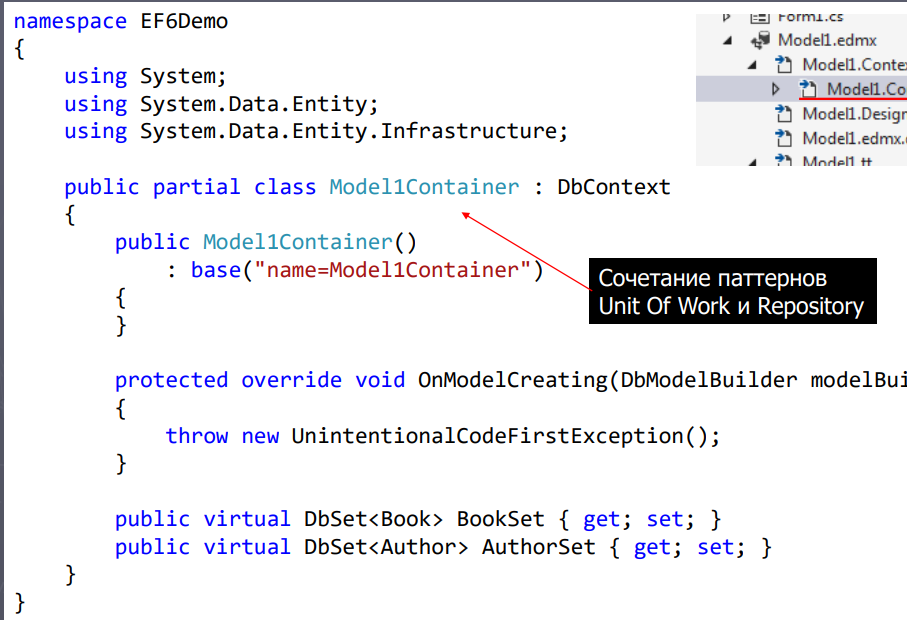 namespace EF6Demo
{
using System;
using System.Data.Entity;
using System.Data.Entity.Infrastructure;
public partial class Model1Container : DbContext
{
public Model1Container()
: base("name=Model1Container")
{
}
protected override void OnModelCreating(DbModelBuilder modelBui
{
throw new UnintentionalCodeFirstException();
}
public virtual DbSet<Book> BookSet { get; set; }
public virtual DbSet<Author> AuthorSet { get; set; }
}
}
Form1.cs
Model1.edmx
Model1.Conte
Model1.Co
Model1.Design
Model1.edmx.
Model1.tt
Сочетание паттернов
Unit Of Work и Repository